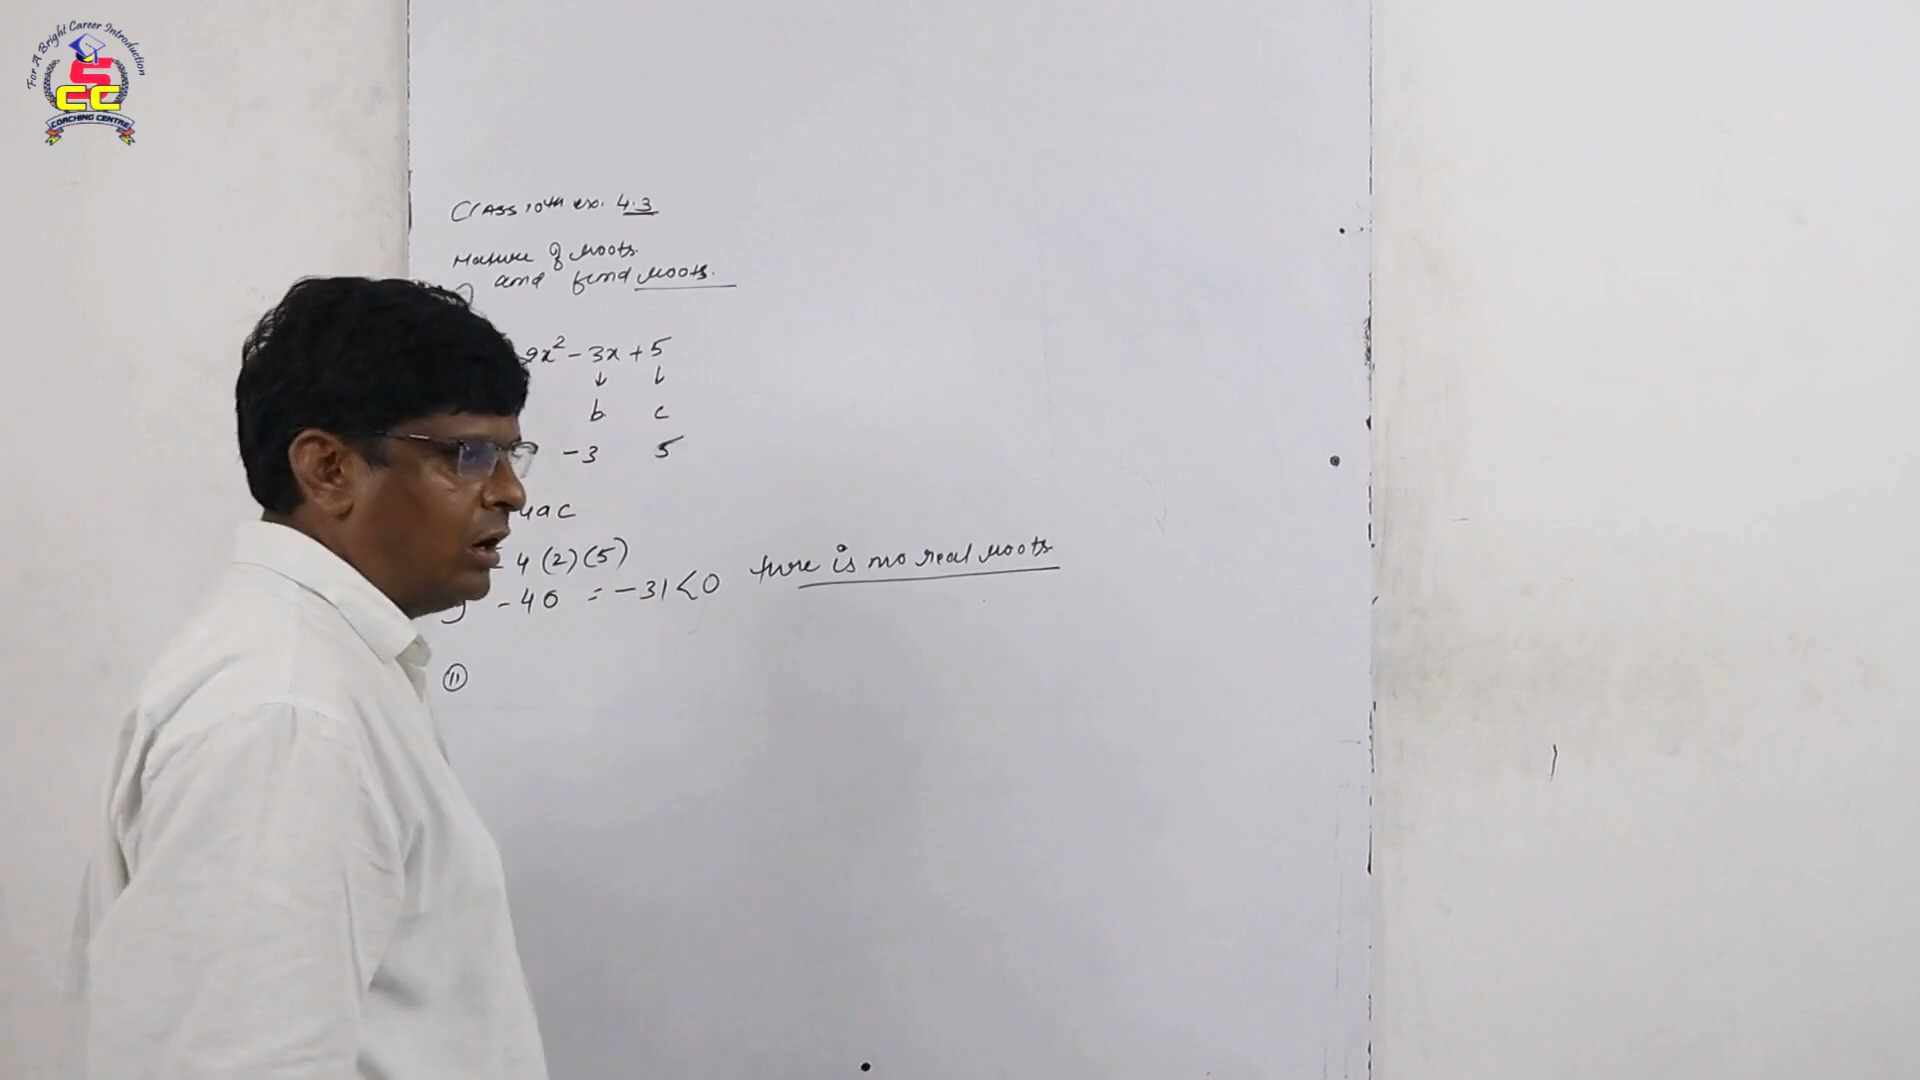 For A Bright Career Introduction
SCC
COACHING CENTRE
Class 10th ex. 4.3
Nature of roots
and find roots.
2x² - 3x + 5
↓ ↓
b c
-3 5
4ac
- 4 (2) (5)
- 40 = -31 < 0 there is no real roots
(11)